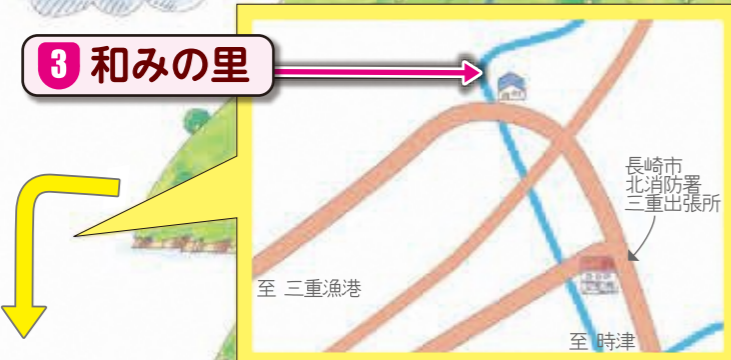 3 和みの里
長崎市
北消防署
三重出張所
至 三重漁港
至 時津